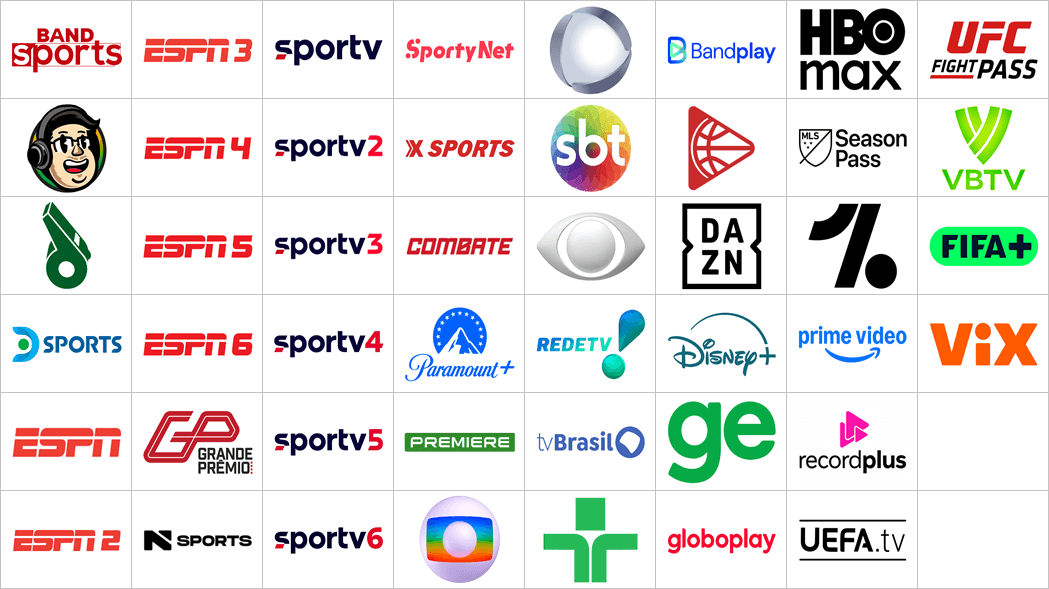 BAND
sports
ESPN 3
sportv
SportyNet
Bandplay
HBO
max
UFC
FIGHT PASS
ESPN 4
sportv2
X SPORTS
sbt
MLS
Season
Pass
VBTV
ESPN 5
sportv3
COMBATE
DA
ZN
FIFA+
D SPORTS
ESPN 6
sportv4
Paramount+
REDETV!
Disney+
prime video
ViX
ESPN
GP
GRANDE
PRÊMIO
sportv5
PREMIERE
tvBrasil
ge
recordplus
ESPN 2
N SPORTS
sportv6
globoplay
UEFA.tv